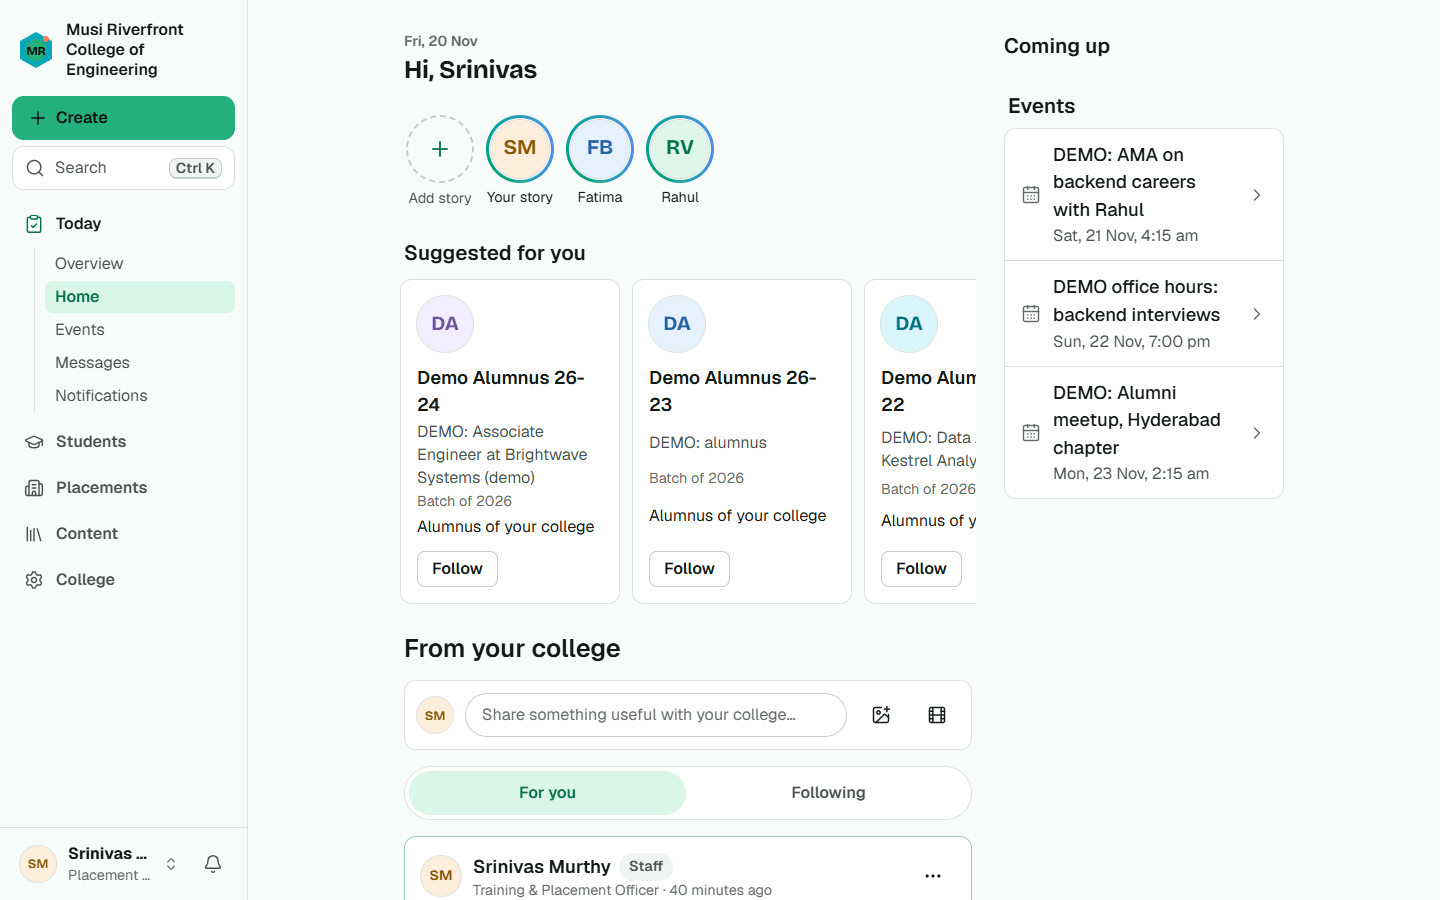 MR
Musi Riverfront
College of
Engineering
Create
Search
Ctrl K
Today
Overview
Home
Events
Messages
Notifications
Students
Placements
Content
College
SM
Srinivas ...
Placement ...
Fri, 20 Nov
Hi, Srinivas
SM
FB
RV
Add story
Your story
Fatima
Rahul
Suggested for you
DA
Demo Alumnus 26-
24
DEMO: Associate
Engineer at Brightwave
Systems (demo)
Batch of 2026
Alumnus of your college
Follow
DA
Demo Alumnus 26-
23
DEMO: alumnus
Batch of 2026
Alumnus of your college
Follow
DA
Demo Alum
22
DEMO: Data
Kestrel Analy
Batch of 2026
Alumnus of y
Follow
From your college
SM
Share something useful with your college...
For you
Following
SM
Srinivas Murthy
Staff
Training & Placement Officer · 40 minutes ago
Coming up
Events
DEMO: AMA on
backend careers
with Rahul
Sat, 21 Nov, 4:15 am
DEMO office hours:
backend interviews
Sun, 22 Nov, 7:00 pm
DEMO: Alumni
meetup, Hyderabad
chapter
Mon, 23 Nov, 2:15 am